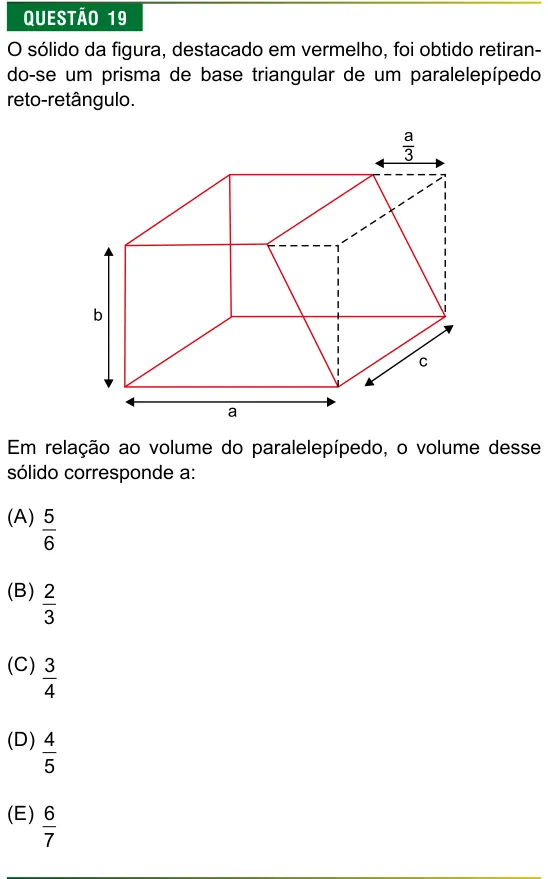 QUESTÃO 19
O sólido da figura, destacado em vermelho, foi obtido retiran-
do-se um prisma de base triangular de um paralelepípedo
reto-retângulo.
a
3
b
c
a
Em relação ao volume do paralelepípedo, o volume desse
sólido corresponde a:
(A) 5/6
(B) 2/3
(C) 3/4
(D) 4/5
(E) 6/7